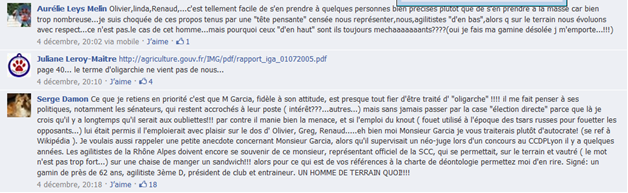 Aurélie Leys Melin Olivier,linda,Renaud,...c'est tellement facile de s'en prendre à quelques personnes bien précises plutot que de s'en prendre à la masse car bien
trop nombreuse...je suis choquée de ces propos tenus par une "tête pensante" censée nous représenter,nous,agilitistes "d'en bas",alors q sur le terrain nous évoluons
avec respect...ce n'est pas.le cas de cet homme...mais pourquoi ceux "d'en haut" sont ils toujours mechaaaaaaants????(oui je fais ma gamine désolée j m'emporte...!!!)
4 décembre, 20:02 via mobile · J'aime · 1
Juliane Leroy-Maitre http://agriculture.gouv.fr/IMG/pdf/rapport_iga_01072005.pdf
page 40... le terme d'oligarchie ne vient pas de nous...
4 décembre, 20:10 · J'aime · 4
Serge Damon Ce que je retiens en priorité c'est que M Garcia, fidèle à son attitude, est presque tout fier d'être traité d' "oligarche" !!!! il me fait penser à ses
politiques, notamment les sénateurs, qui restent accrochés à leur poste ( intérêt???...autres...) mais sans jamais passer par la case "élection directe" parce que là je
crois qu'il y a longtemps qu'il serait aux oubliettes!!! par contre il manie bien la menace, et si l'emploi du knout ( fouet utilisé à l'époque des tsars russes pour fouetter les
opposants...) lui était permis il l'emploierait avec plaisir sur le dos d' Olivier, Greg, Renaud.....eh bien moi Monsieur Garcia je vous traiterais plutôt d'autocrate! (se ref à
Wikipédia ). Je voulais aussi rappeler une petite anecdote concernant Monsieur Garcia, alors qu'il supervisait un néo-juge lors d'un concours au CCDPLyon il y a quelques
années. Les agilitistes de la Rhône Alpes doivent encore se souvenir de ce monsieur, représentant officiel de la SCC, qui se permettait, sur le terrain et vautré ( le mot
n'est pas trop fort...) sur une chaise de manger un sandwich!!! alors pour ce qui est de vos références à la charte de déontologie permettez moi d'en rire. Signé: un
gamin de près de 62 ans, agilitiste 3ème D, président de club et entraineur. UN HOMME DE TERRAIN QUOI!!!
4 décembre, 20:18 · J'aime · 18